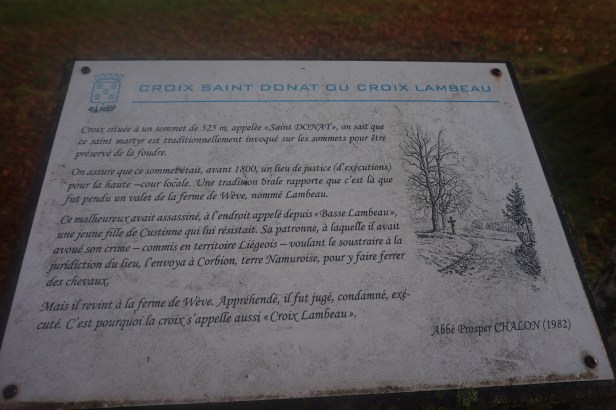 CROIX SAINT DONAT OU CROIX LAMBEAU
Croix située à un sommet de 325 m, appelée «Saint DONAT», on sait que
ce saint martyr est traditionnellement invoqué sur les sommets pour être
préservé de la foudre.
On assure que ce sommet était, avant 1800, un lieu de justice (d'exécutions)
pour la haute –cour locale. Une tradition orale rapporte que c'est là que
fut pendu un valet de la ferme de Wève, nommé Lambeau.
Ce malheureux avait assassiné, à l'endroit appelé depuis «Basse Lambeau»,
une jeune fille de Custinne qui lui résistait. Sa patronne, à laquelle il avait
avoué son crime – commis en territoire Liégeois – voulant le soustraire à la
juridiction du lieu, l'envoya à Corbion, terre Namuroise, pour y faire ferrer
des chevaux.
Mais il revint à la ferme de Wève. Appréhendé, il fut jugé, condamné, exé-
cuté. C'est pourquoi la croix s'appelle aussi «Croix Lambeau».
Abbé Prosper CHALON (1982)